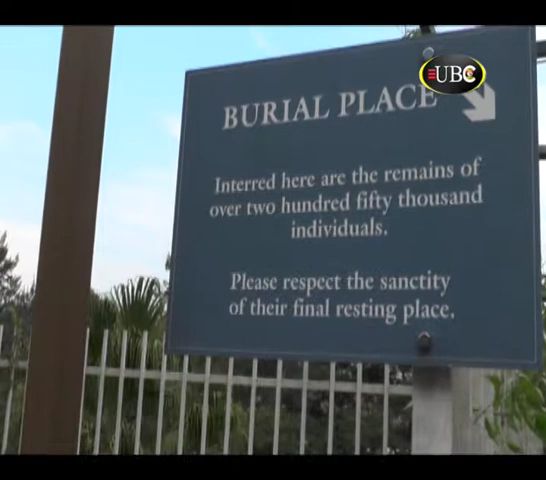 UBC
BURIAL PLACE
Interred here are the remains of
over two hundred fifty thousand
individuals.
Please respect the sanctity
of their final resting place.